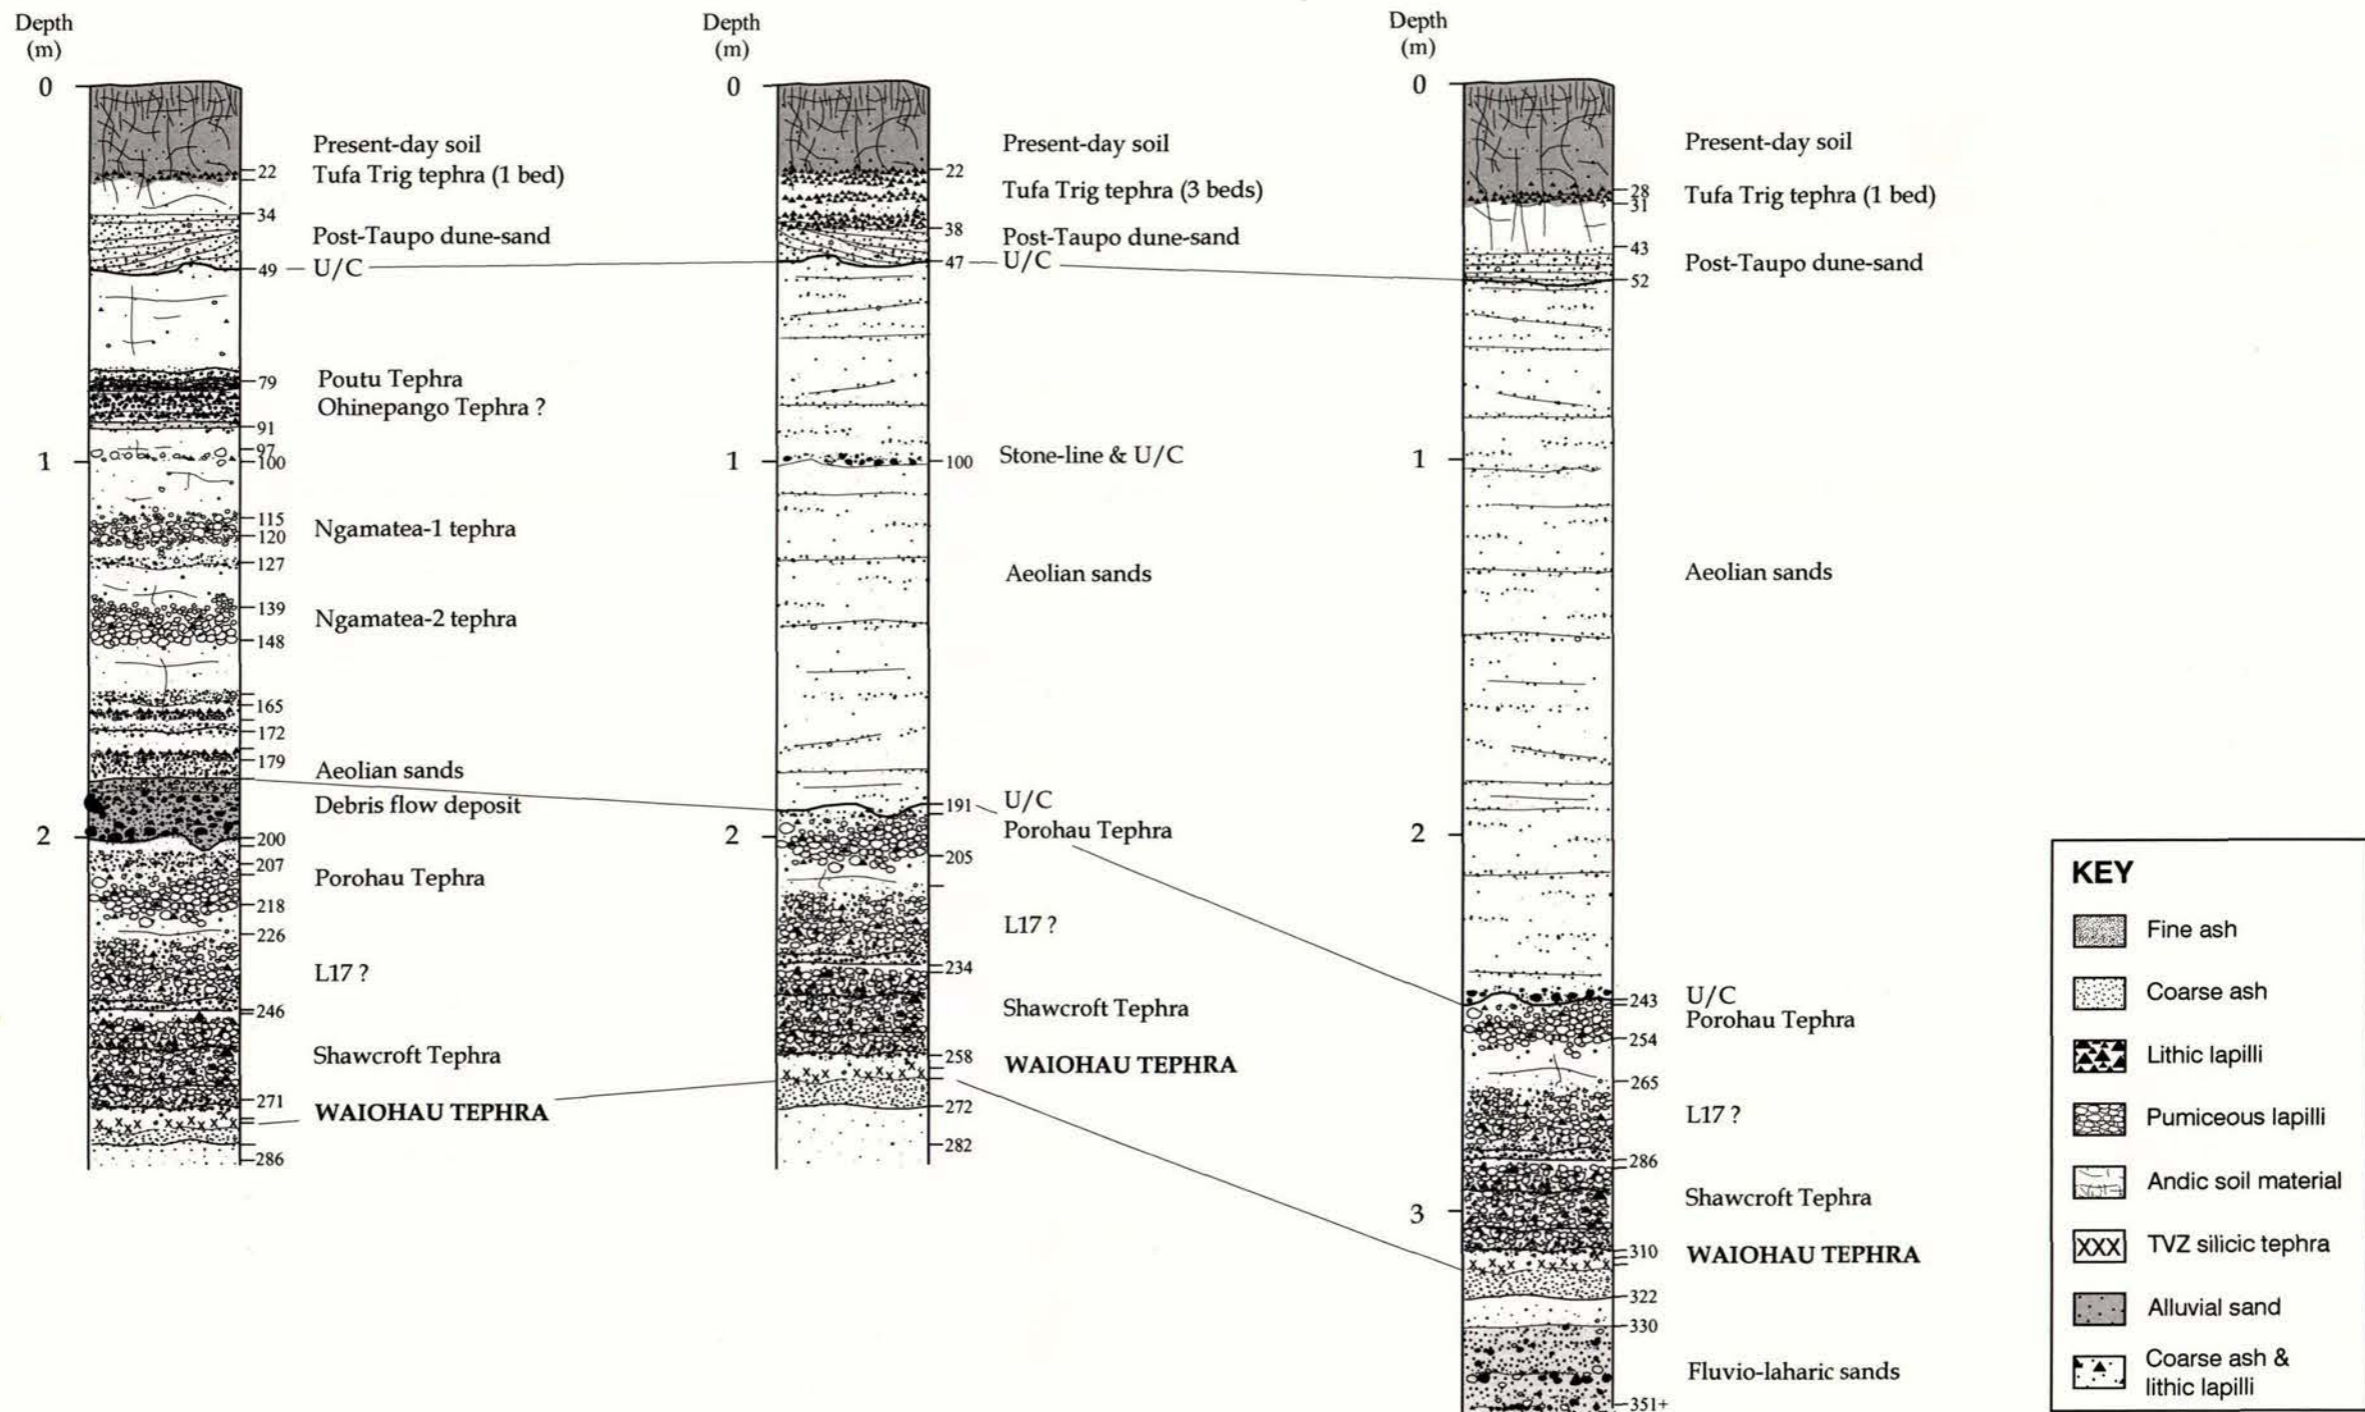 Depth
(m)
0
1
2
22
34
49
79
91
97
100
115
120
127
139
148
165
172
179
200
207
218
226
246
271
286
Present-day soil
Tufa Trig tephra (1 bed)
Post-Taupo dune-sand
U/C
Poutu Tephra
Ohinepango Tephra ?
Ngamatea-1 tephra
Ngamatea-2 tephra
Aeolian sands
Debris flow deposit
Porohau Tephra
L17 ?
Shawcroft Tephra
WAIOHAU TEPHRA
Depth
(m)
0
1
2
22
38
47
100
191
205
234
258
272
282
Present-day soil
Tufa Trig tephra (3 beds)
Post-Taupo dune-sand
U/C
Stone-line & U/C
Aeolian sands
U/C
Porohau Tephra
L17 ?
Shawcroft Tephra
WAIOHAU TEPHRA
Depth
(m)
0
1
2
3
28
31
43
52
243
254
265
286
310
322
330
351+
Present-day soil
Tufa Trig tephra (1 bed)
Post-Taupo dune-sand
Aeolian sands
U/C
Porohau Tephra
L17 ?
Shawcroft Tephra
WAIOHAU TEPHRA
Fluvio-laharic sands
KEY
Fine ash
Coarse ash
Lithic lapilli
Pumiceous lapilli
Andic soil material
XXX TVZ silicic tephra
Alluvial sand
Coarse ash &
lithic lapilli